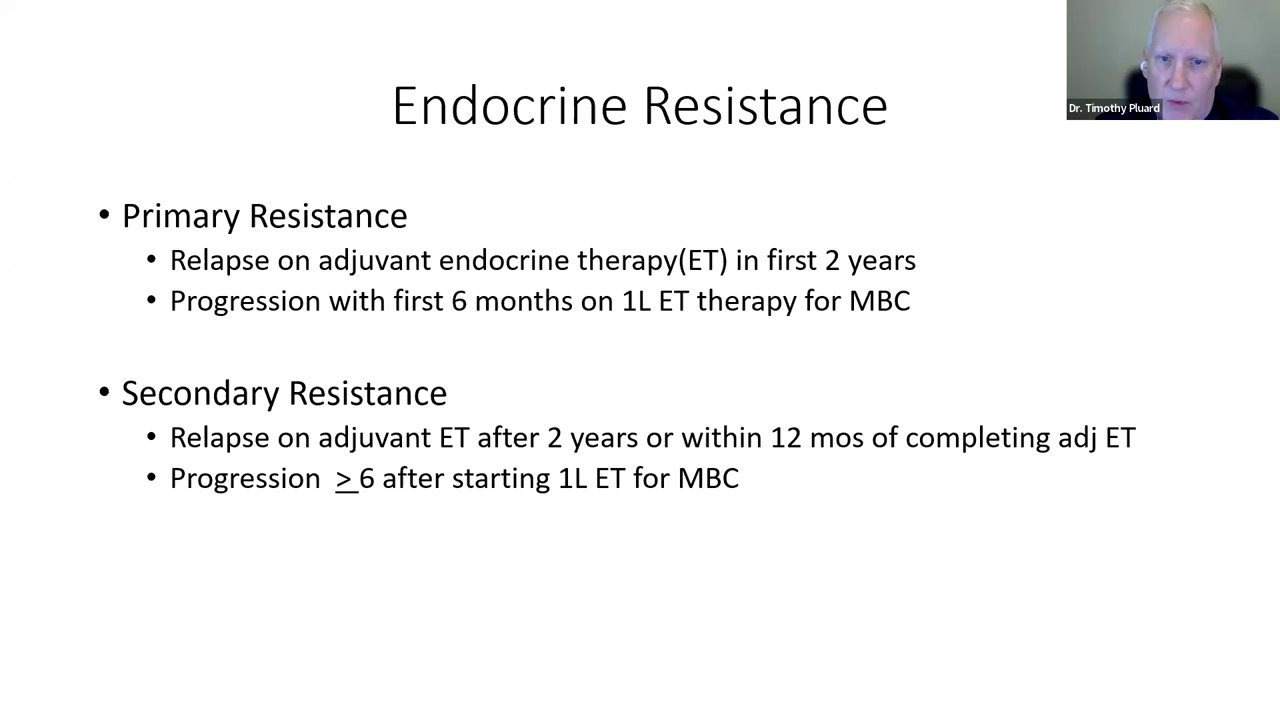 Endocrine Resistance
Dr. Timothy Pluard
• Primary Resistance
• Relapse on adjuvant endocrine therapy(ET) in first 2 years
• Progression with first 6 months on 1L ET therapy for MBC
• Secondary Resistance
• Relapse on adjuvant ET after 2 years or within 12 mos of completing adj ET
• Progression ≥ 6 after starting 1L ET for MBC